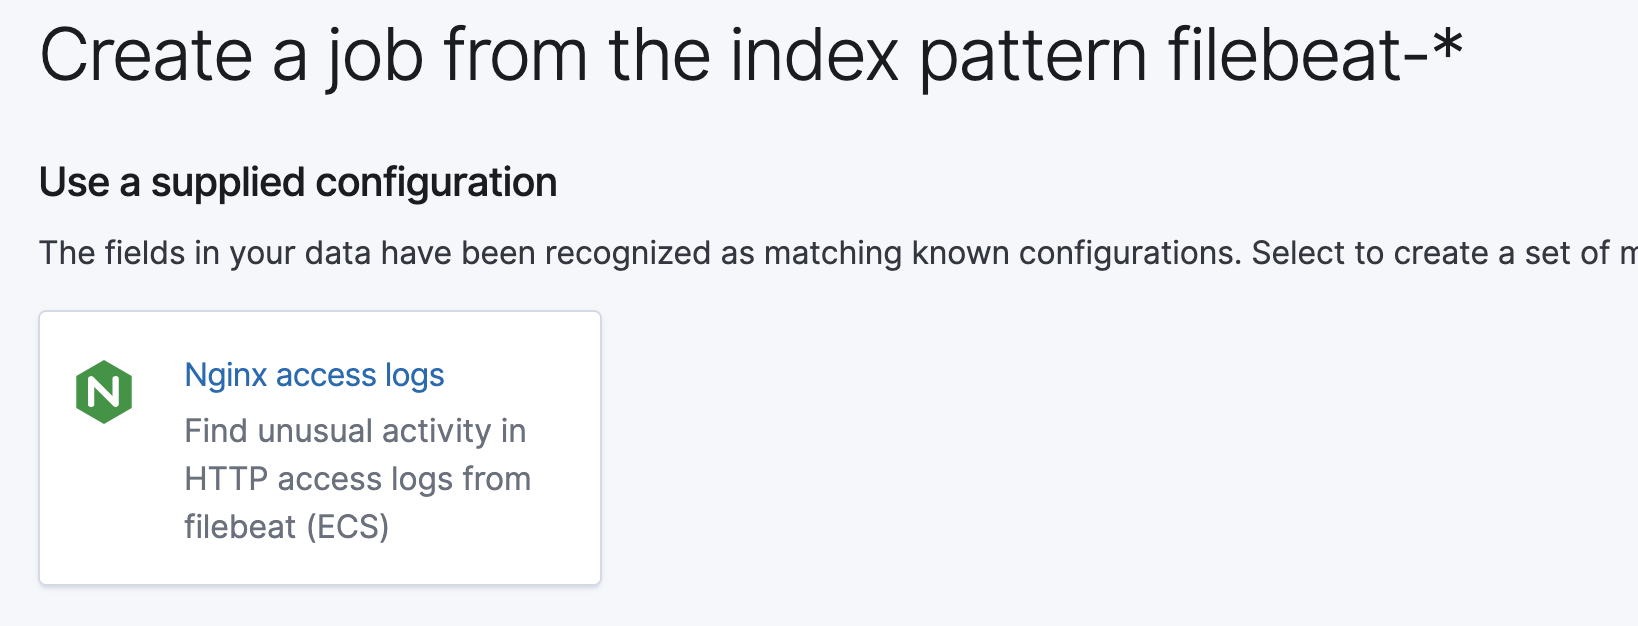 Create a job from the index pattern filebeat-*
Use a supplied configuration
The fields in your data have been recognized as matching known configurations. Select to create a set of
N
Nginx access logs
Find unusual activity in
HTTP access logs from
filebeat (ECS)